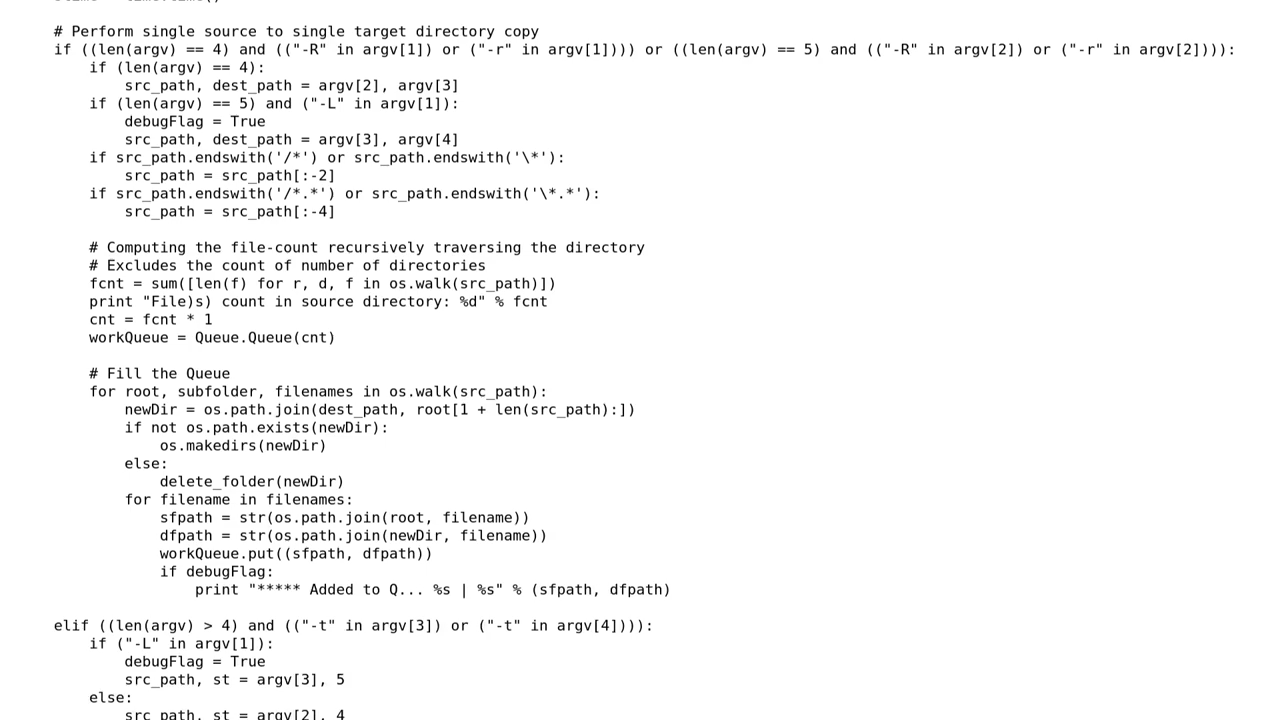 # Perform single source to single target directory copy
if ((len(argv) == 4) and (("-R" in argv[1]) or ("-r" in argv[1]))) or ((len(argv) == 5) and (("-R" in argv[2]) or ("-r" in argv[2]))):
if (len(argv) == 4):
src_path, dest_path = argv[2], argv[3]
if (len(argv) == 5) and ("-L" in argv[1]):
debugFlag = True
src_path, dest_path = argv[3], argv[4]
if src_path.endswith('/*') or src_path.endswith('\*'):
src_path = src_path[:-2]
if src_path.endswith('/*.*') or src_path.endswith('\*.*'):
src_path = src_path[:-4]
# Computing the file-count recursively traversing the directory
# Excludes the count of number of directories
fcnt = sum([len(f) for r, d, f in os.walk(src_path)])
print "File)s) count in source directory: %d" % fcnt
cnt = fcnt * 1
workQueue = Queue.Queue(cnt)
# Fill the Queue
for root, subfolder, filenames in os.walk(src_path):
newDir = os.path.join(dest_path, root[1 + len(src_path):])
if not os.path.exists(newDir):
os.makedirs(newDir)
else:
delete_folder(newDir)
for filename in filenames:
sfpath = str(os.path.join(root, filename))
dfpath = str(os.path.join(newDir, filename))
workQueue.put((sfpath, dfpath))
if debugFlag:
print "***** Added to Q... %s | %s" % (sfpath, dfpath)
elif ((len(argv) > 4) and (("-t" in argv[3]) or ("-t" in argv[4]))):
if ("-L" in argv[1]):
debugFlag = True
src_path, st = argv[3], 5
else:
src_path, st = argv[2], 4